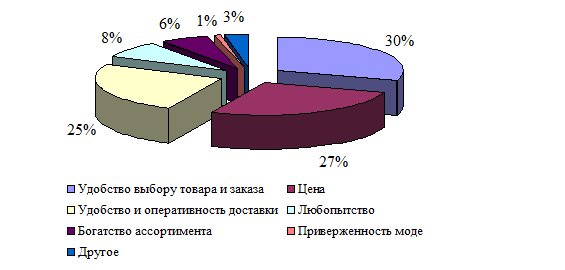 1%
3%
6%
8%
30%
25%
27%
Удобство выбору товара и заказа
Цена
Удобство и оперативность доставки
Любопытство
Богатство ассортимента
Приверженность моде
Другое